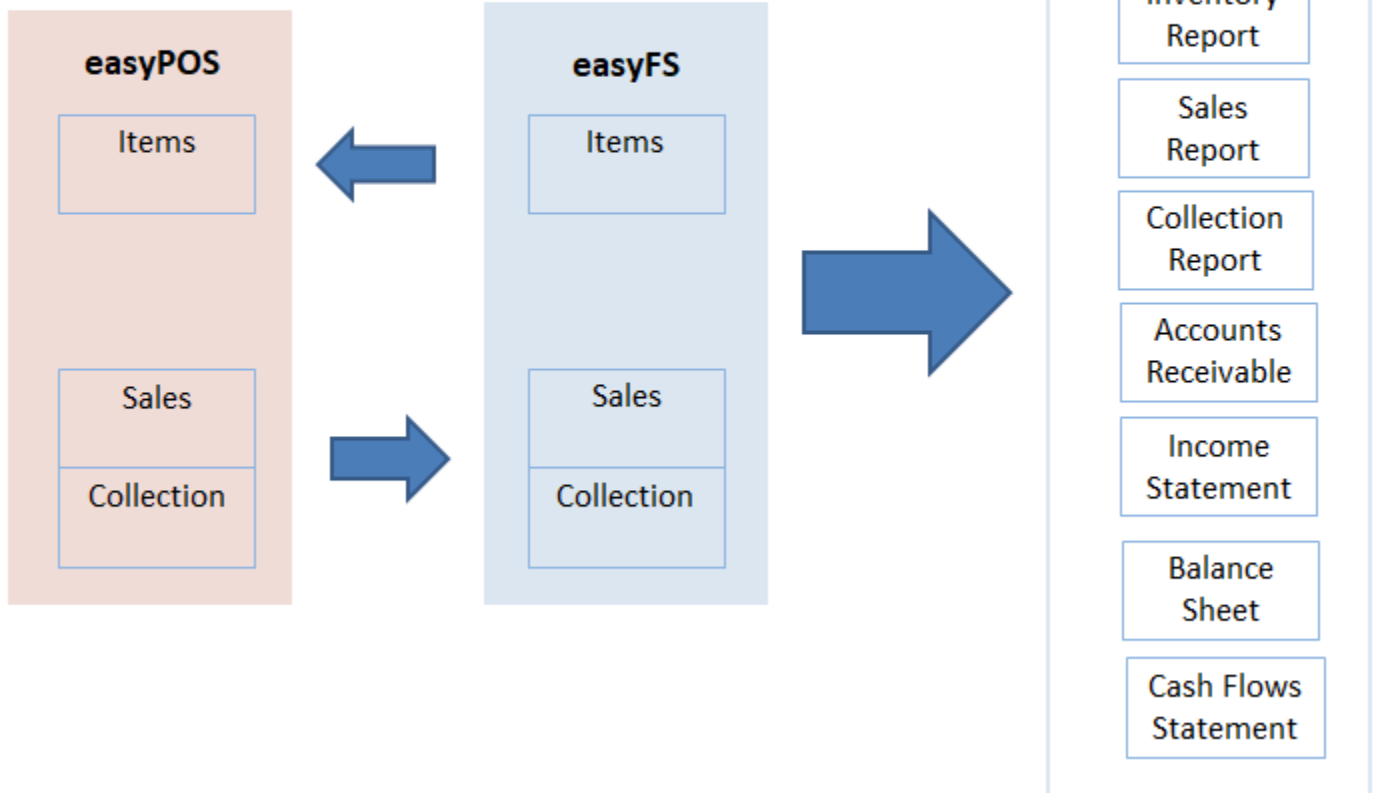 easyPOS
Items
Sales
Collection
easyFS
Items
Sales
Collection
Inventory
Report
Sales
Report
Collection
Report
Accounts
Receivable
Income
Statement
Balance
Sheet
Cash Flows
Statement